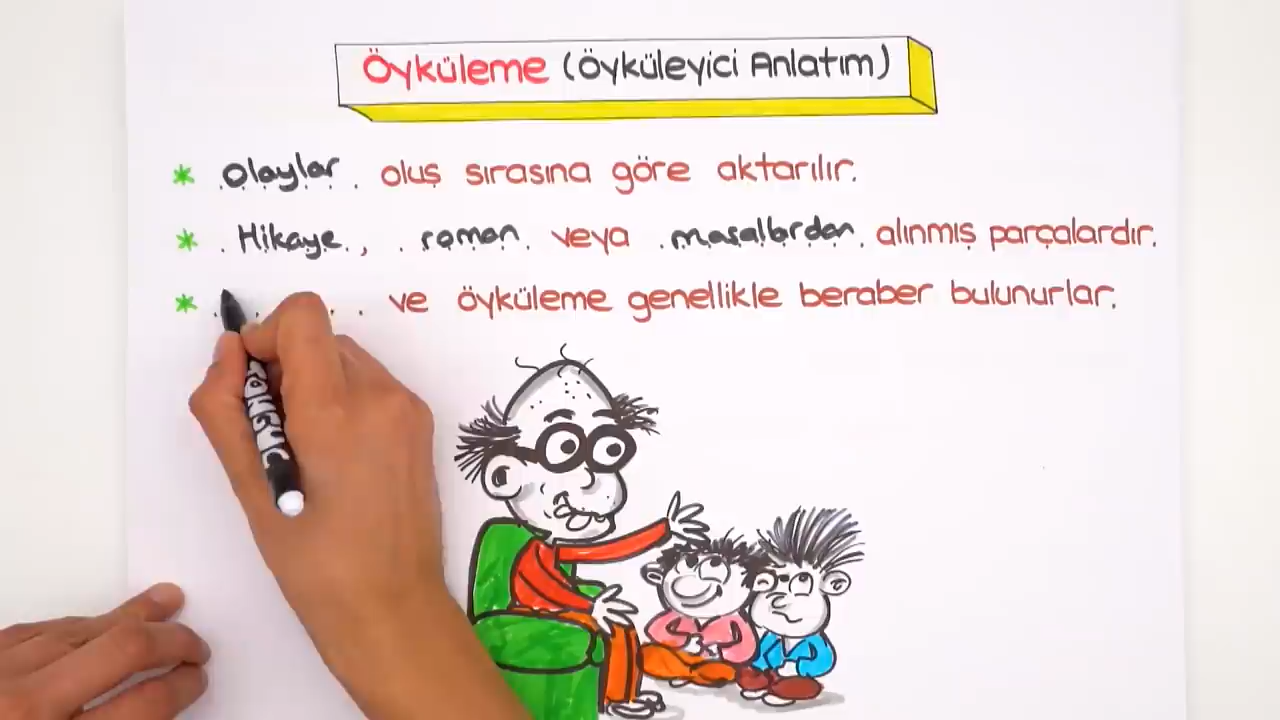 Öyküleme (öyküleyici Anlatım)
* Olaylar oluş sırasına göre aktarılır.
* Hikaye, roman veya masallardan alınmış parçalardır.
* . . . . ve öyküleme genellikle beraber bulunurlar.
TONGUÇ